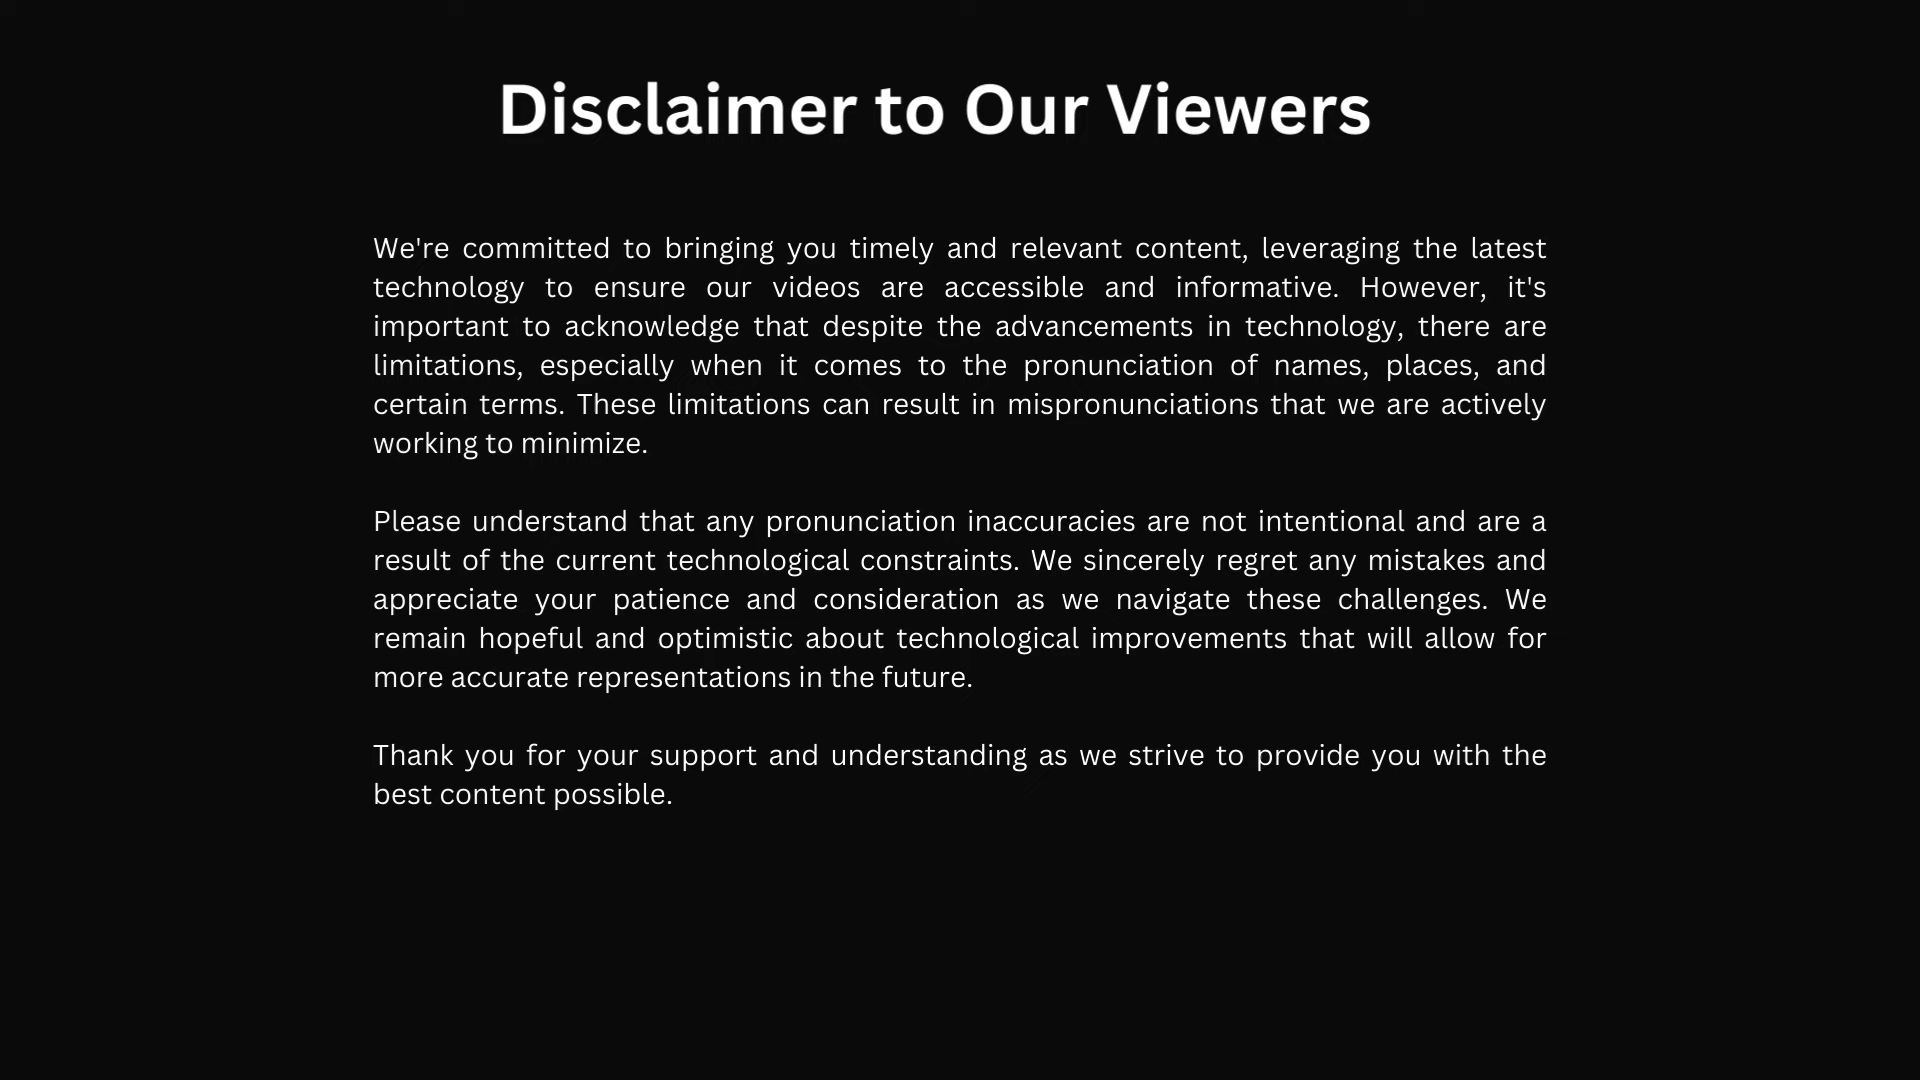 Disclaimer to Our Viewers
We're committed to bringing you timely and relevant content, leveraging the latest
technology to ensure our videos are accessible and informative. However, it's
important to acknowledge that despite the advancements in technology, there are
limitations, especially when it comes to the pronunciation of names, places, and
certain terms. These limitations can result in mispronunciations that we are actively
working to minimize.
Please understand that any pronunciation inaccuracies are not intentional and are a
result of the current technological constraints. We sincerely regret any mistakes and
appreciate your patience and consideration as we navigate these challenges. We
remain hopeful and optimistic about technological improvements that will allow for
more accurate representations in the future.
Thank you for your support and understanding as we strive to provide you with the
best content possible.